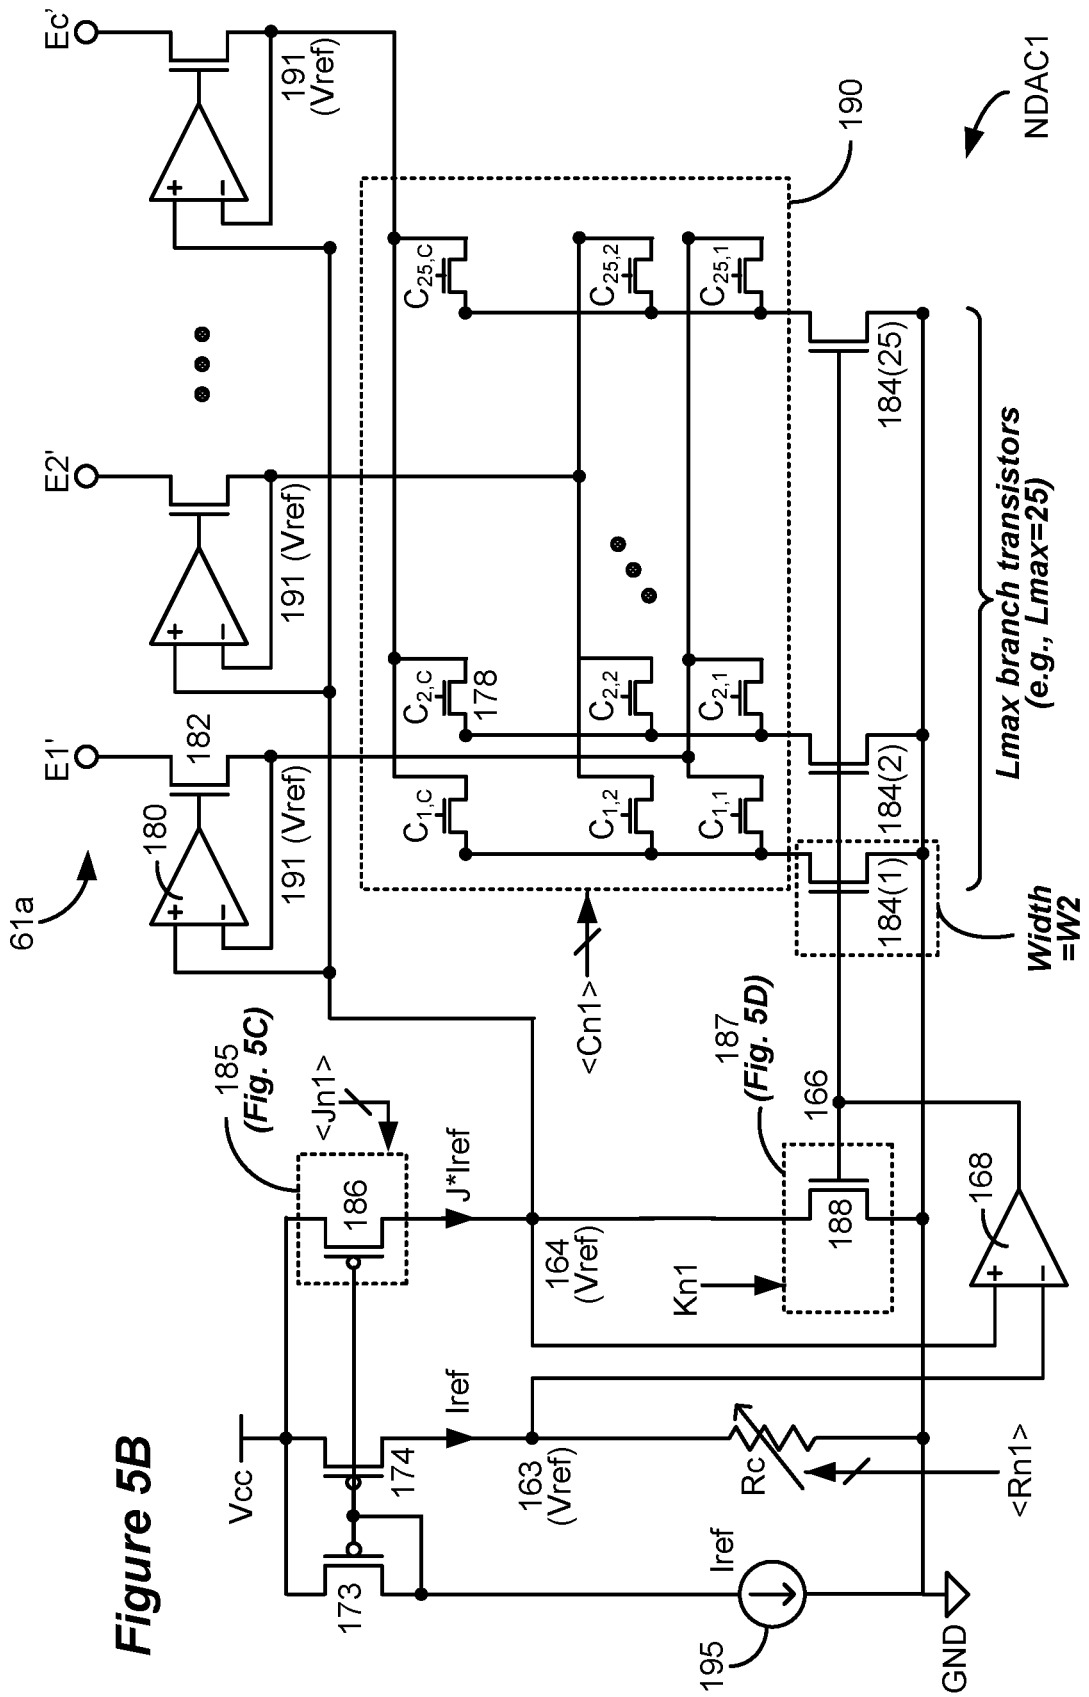 Figure 5B
Vcc
173
174
Iref
163
(Vref)
Rc
<Rn1>
Iref
195
GND
185
(Fig. 5C)
<Jn1>
186
J*Iref
164
(Vref)
Kn1
187
(Fig. 5D)
166
188
168
+
–
61a
E1'
E2'
Ec'
180
182
+
–
+
–
+
–
191 (Vref)
191 (Vref)
191
(Vref)
<Cn1>
C1,C
C2,C
C25,C
178
C1,2
C2,2
C25,2
C1,1
C2,1
C25,1
190
184(1)
184(2)
184(25)
Width
=W2
Lmax branch transistors
(e.g., Lmax=25)
NDAC1